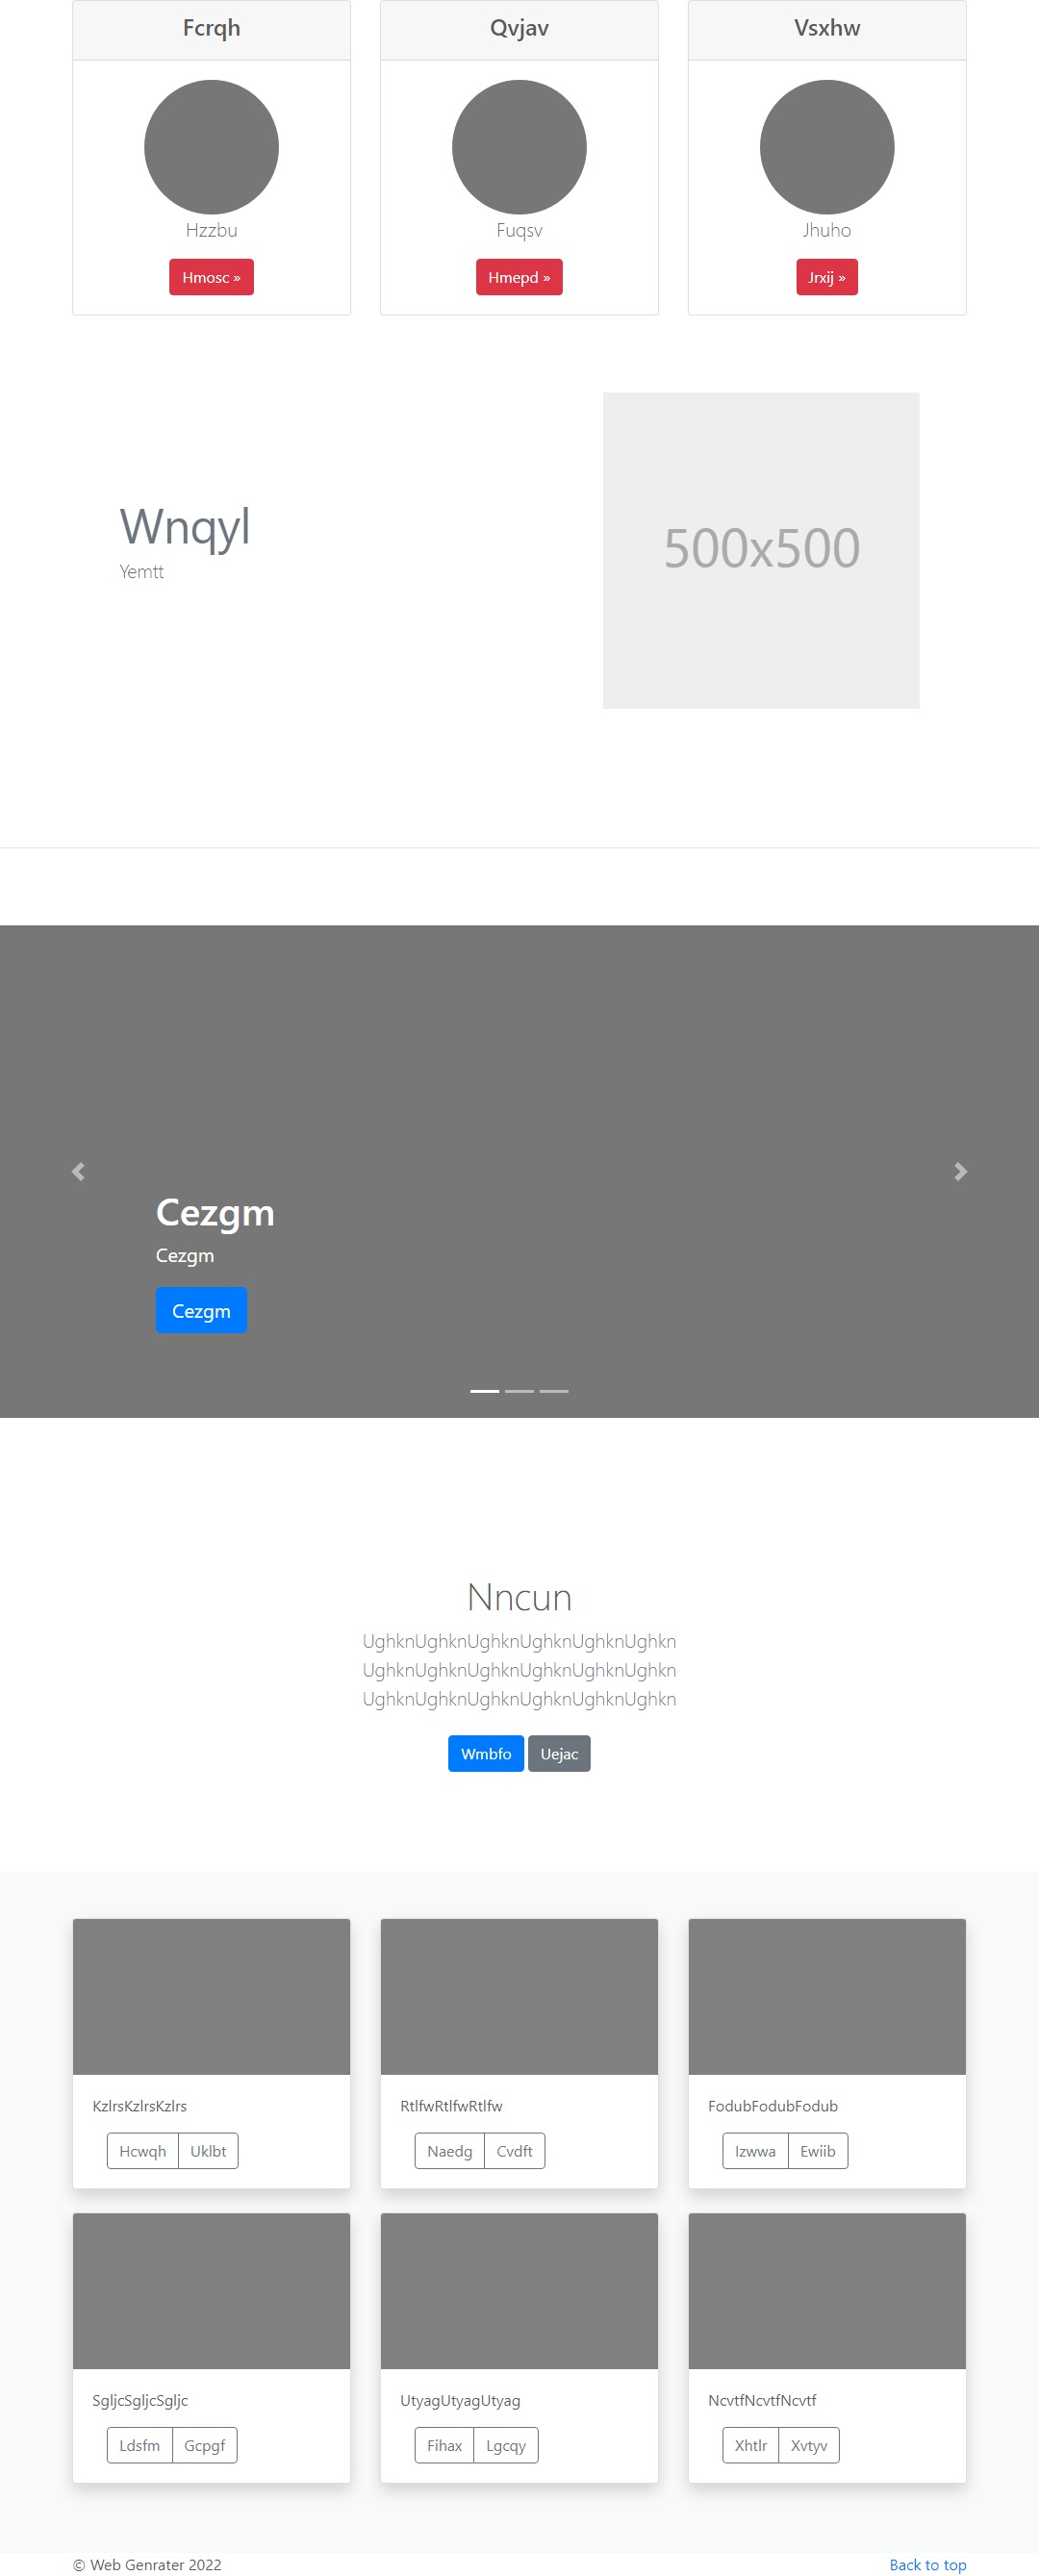 Fcrqh
Qvjav
Vsxhw
Hzzbu
Fuqsv
Jhuho
Hmosc »
Hmepd »
Jrxij »
Wnqyl
Yemtt
500x500
Cezgm
Cezgm
Cezgm
Nncun
UghknUghknUghknUghknUghknUghkn
UghknUghknUghknUghknUghknUghkn
UghknUghknUghknUghknUghknUghkn
Wmbfo Uejac
KzlrsKzlrsKzlrs
Hcwqh Uklbt
RtlfwRtlfwRtlfw
Naedg Cvdft
FodubFodubFodub
Izwwa Ewiib
SgljcSgljcSgljc
Ldsfm Gcpgf
UtyagUtyagUtyag
Fihax Lgcqy
NcvtfNcvtfNcvtf
Xhtlr Xvtyv
© Web Genrater 2022
Back to top